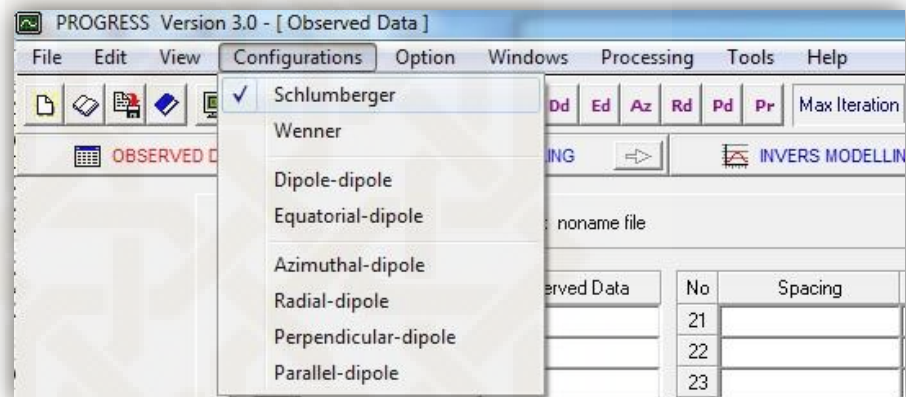 PROGRESS Version 3.0 - [ Observed Data ]
File Edit View Configurations Option Windows Processing Tools Help
Schlumberger
Wenner
Dipole-dipole
Equatorial-dipole
Azimuthal-dipole
Radial-dipole
Perpendicular-dipole
Parallel-dipole
Dd Ed Az Rd Pd Pr Max Iteration
OBSERVED D
ING
INVERS MODELLIN
: noname file
erved Data No Spacing
21
22
23